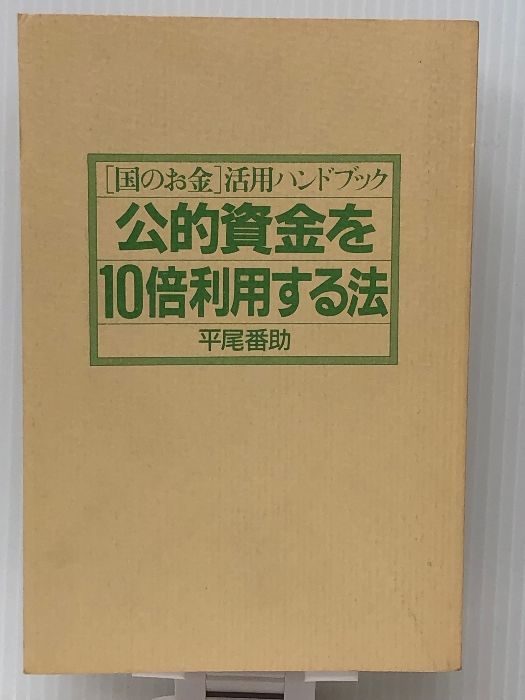 [国のお金]活用ハンドブック
公的資金を
10倍利用する法
平尾番助